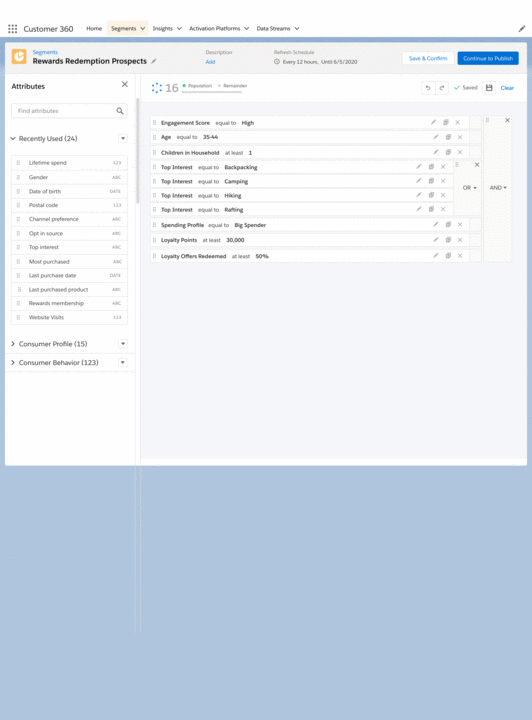 Customer 360 Home Segments Insights Activation Platforms Data Streams
Segments
Rewards Redemption Prospects
Description
Add
Refresh Schedule
Every 12 hours, Until 6/3/2020
Save & Confirm
Continue to Publish
Attributes
Find attributes
Recently Used (24)
Lifetime spend 123
Gender ABC
Date of birth DATE
Postal code 123
Channel preference ABC
Opt in source ABC
Top interest ABC
Most purchased ABC
Last purchase date DATE
Last purchased product ABC
Rewards membership ABC
Website Visits 123
Consumer Profile (15)
Consumer Behavior (123)
16 Population Remainder
Saved
Clear
Engagement Score equal to High
Age equal to 35-44
Children in Household at least 1
Top Interest equal to Backpacking
Top Interest equal to Camping
Top Interest equal to Hiking
Top Interest equal to Rafting
OR
AND
Spending Profile equal to Big Spender
Loyalty Points at least 30,000
Loyalty Offers Redeemed at least 50%